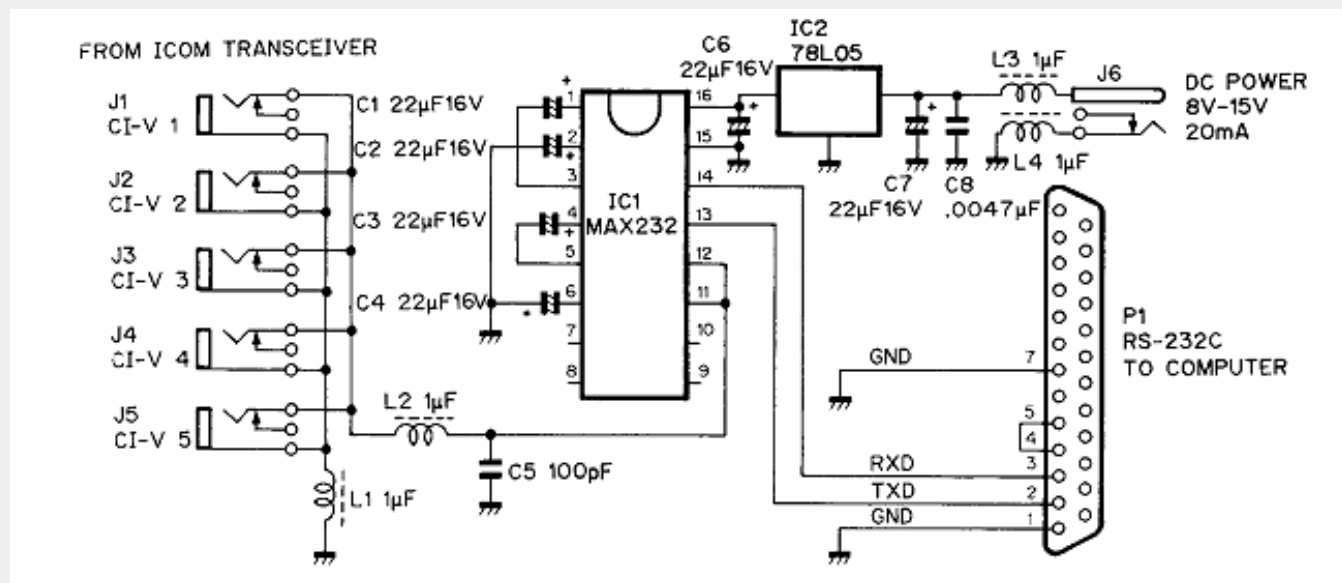 FROM ICOM TRANSCEIVER
J1
CI-V 1
J2
CI-V 2
J3
CI-V 3
J4
CI-V 4
J5
CI-V 5
C1 22µF16V
C2 22µF16V
C3 22µF16V
C4 22µF16V
L2 1µF
C5 100pF
L1 1µF
+
+
+
+
1
2
3
4
5
6
7
8
IC1
MAX232
16
15
14
13
12
11
10
9
C6
22µF16V
+
IC2
78L05
+
C7
22µF16V
C8
.0047µF
L3 1µF
L4 1µF
J6
DC POWER
8V-15V
20mA
P1
RS-232C
TO COMPUTER
GND
7
5
4
RXD
3
TXD
2
GND
1